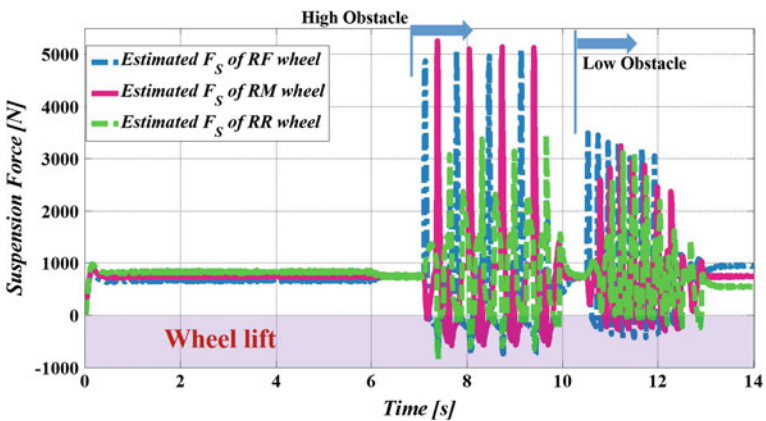 High Obstacle
Low Obstacle
Estimated F_S of RF wheel
Estimated F_S of RM wheel
Estimated F_S of RR wheel
Suspension Force [N]
5000
4000
3000
2000
1000
0
-1000
Wheel lift
0 2 4 6 8 10 12 14
Time [s]